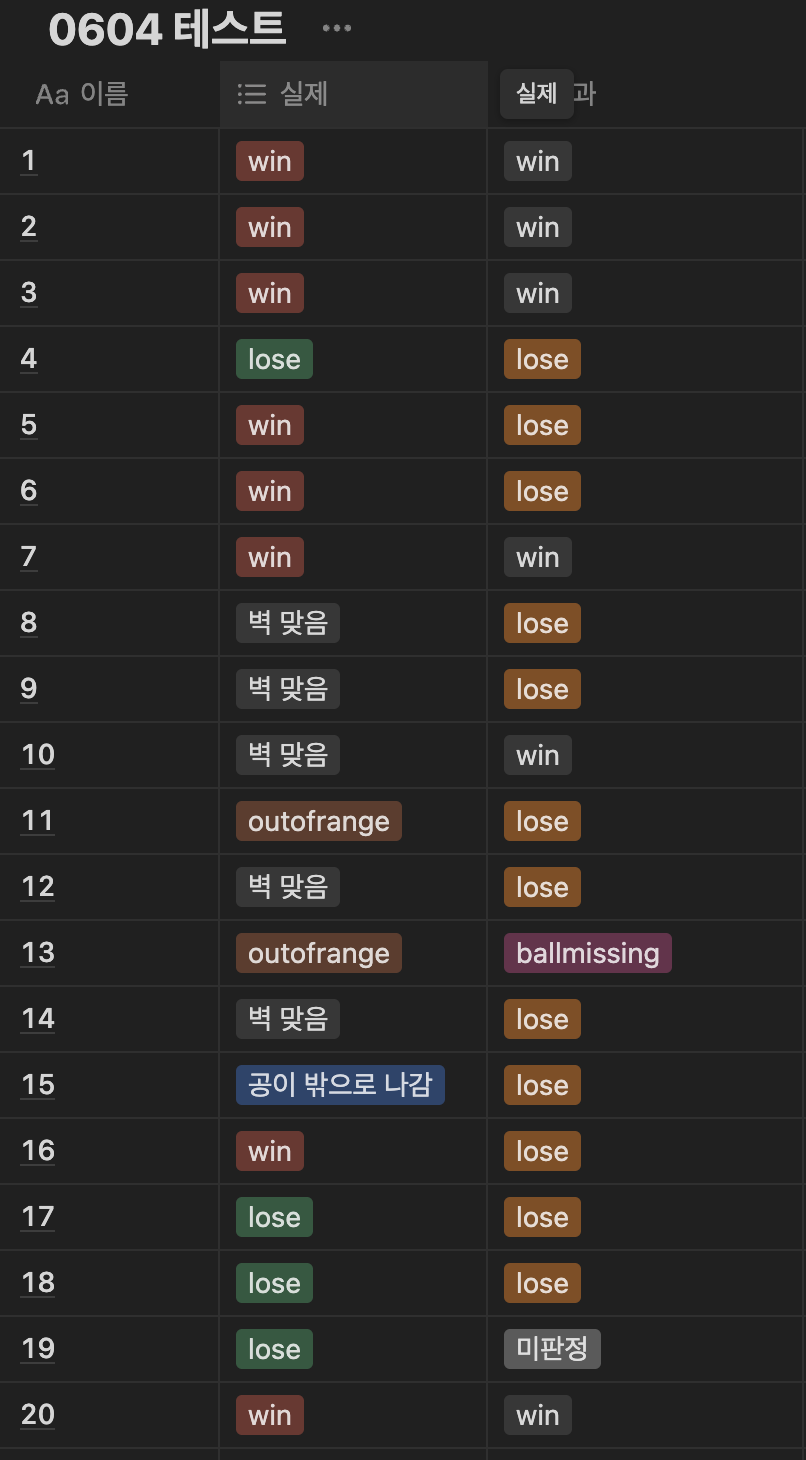 0604 테스트 ...
Aa 이름 실제 실제 과
1 win win
2 win win
3 win win
4 lose lose
5 win lose
6 win lose
7 win win
8 벽 맞음 lose
9 벽 맞음 lose
10 벽 맞음 win
11 outofrange lose
12 벽 맞음 lose
13 outofrange ballmissing
14 벽 맞음 lose
15 공이 밖으로 나감 lose
16 win lose
17 lose lose
18 lose lose
19 lose 미판정
20 win win